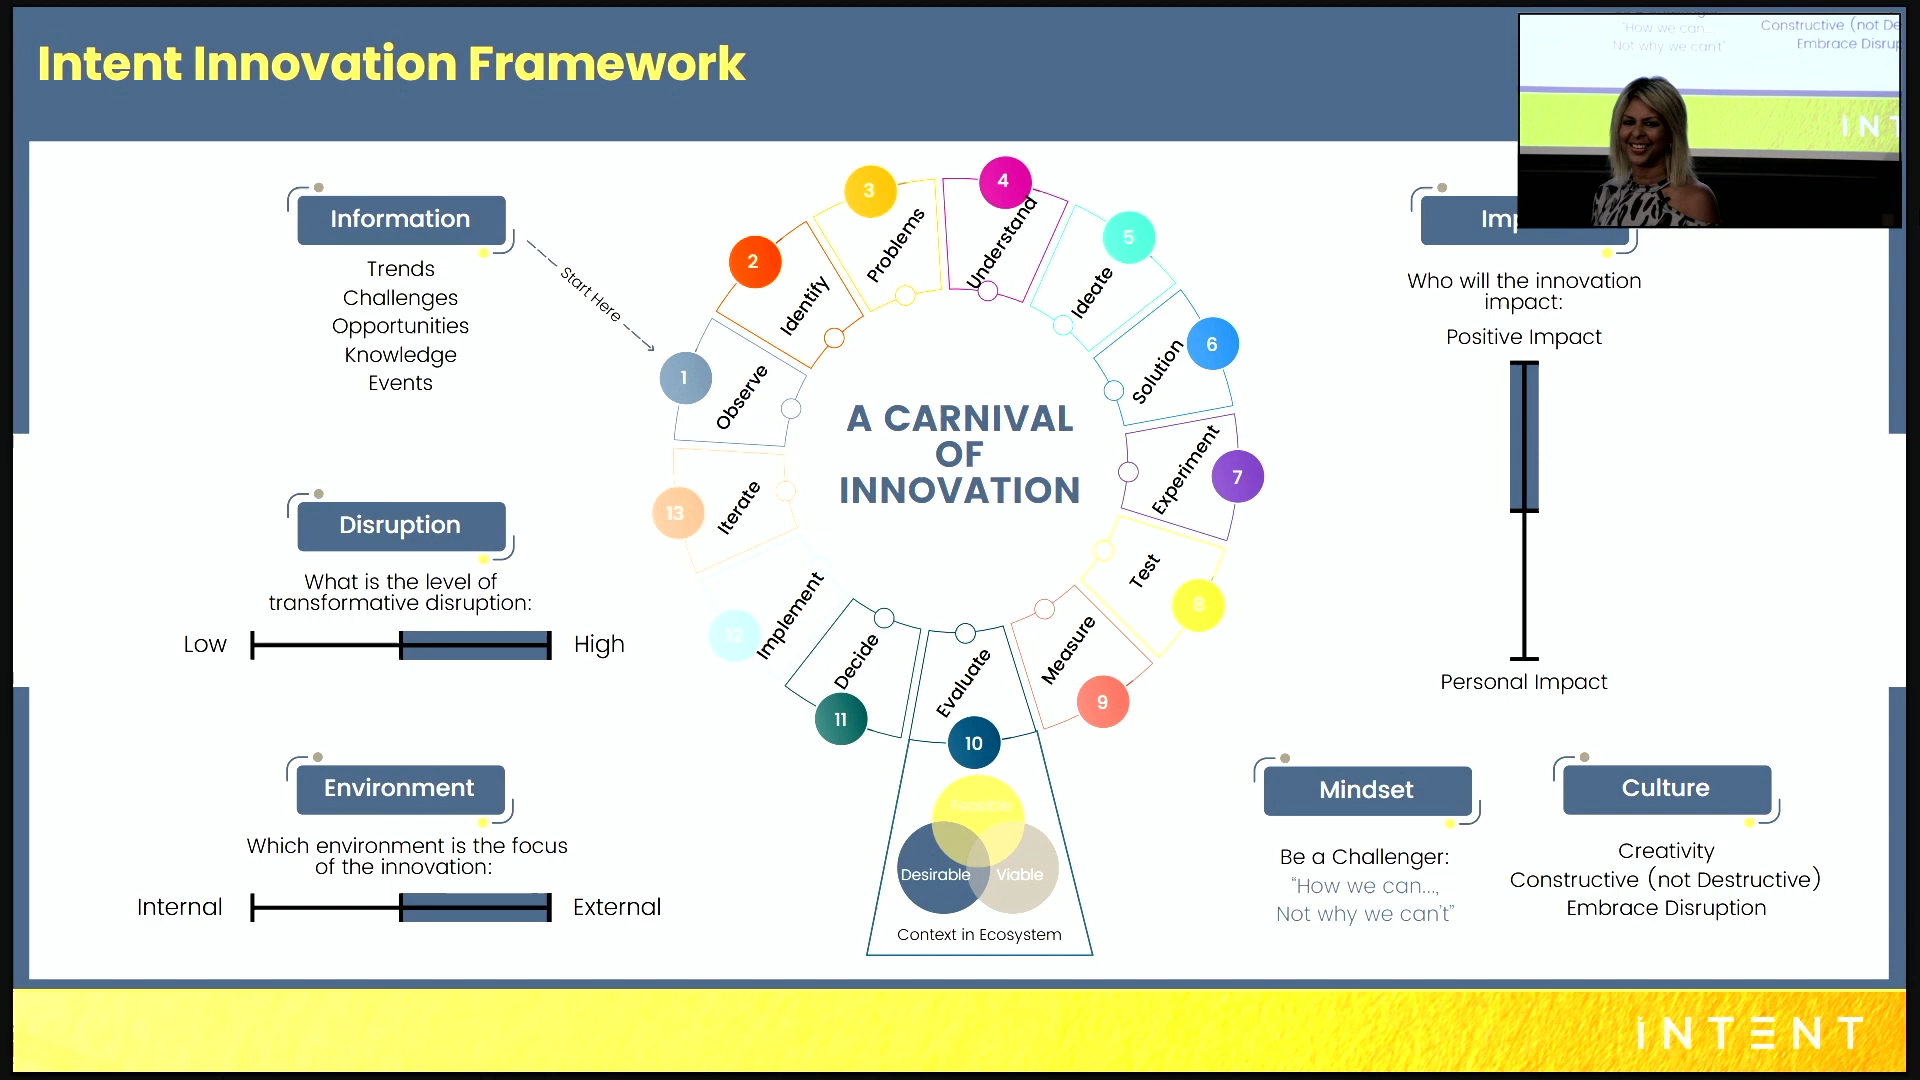 Intent Innovation Framework
"How we can...
Not why we can't"
Constructive (not De
Embrace Disrup
INT
Information
Trends
Challenges
Opportunities
Knowledge
Events
Start Here
Disruption
What is the level of
transformative disruption:
Low
High
Environment
Which environment is the focus
of the innovation:
Internal
External
1
Observe
2
Identify
3
Problems
4
Understand
5
Ideate
6
Solution
7
Experiment
8
Test
9
Measure
10
Evaluate
11
Decide
12
Implement
13
Iterate
A CARNIVAL
OF
INNOVATION
Feasible
Desirable
Viable
Context in Ecosystem
Imp
Who will the innovation
impact:
Positive Impact
Personal Impact
Mindset
Be a Challenger:
“How we can...,
Not why we can't”
Culture
Creativity
Constructive (not Destructive)
Embrace Disruption
INTENT